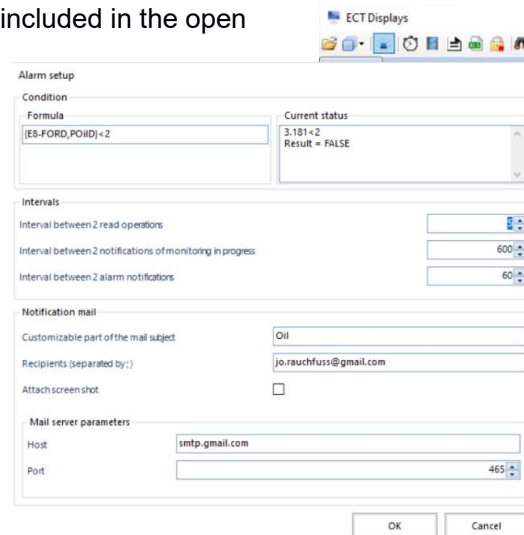 included in the open
ECT Displays
Alarm setup
Condition
Formula
{E8-FORD,POilD}<2
Current status
3.181<2
Result = FALSE
Intervals
Interval between 2 read operations
Interval between 2 notifications of monitoring in progress
600
Interval between 2 alarm notifications
60
Notification mail
Customizable part of the mail subject
Oil
Recipients (separated by ; )
jo.rauchfuss@gmail.com
Attach screen shot
Mail server parameters
Host
smtp.gmail.com
Port
465
OK
Cancel